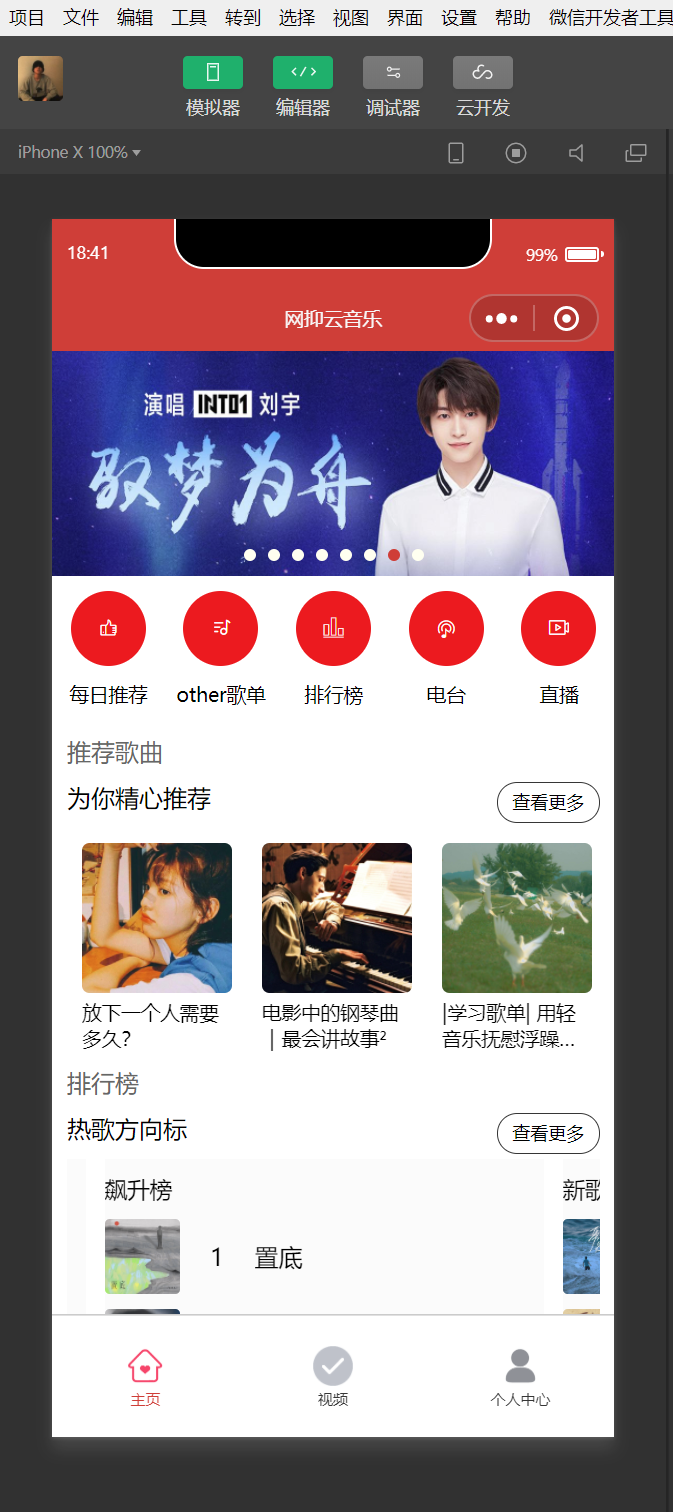 项目 文件 编辑 工具 转到 选择 视图 界面 设置 帮助 微信开发者工具
模拟器 编辑器 调试器 云开发
iPhone X 100%
18:41 99%
网抑云音乐
演唱 INTO1 刘宇
驭梦为舟
每日推荐 other歌单 排行榜 电台 直播
推荐歌曲
为你精心推荐 查看更多
放下一个人需要 电影中的钢琴曲 |学习歌单| 用轻
多久? ｜最会讲故事² 音乐抚慰浮躁...
排行榜
热歌方向标 查看更多
飙升榜 新歌
1 置底
主页 视频 个人中心